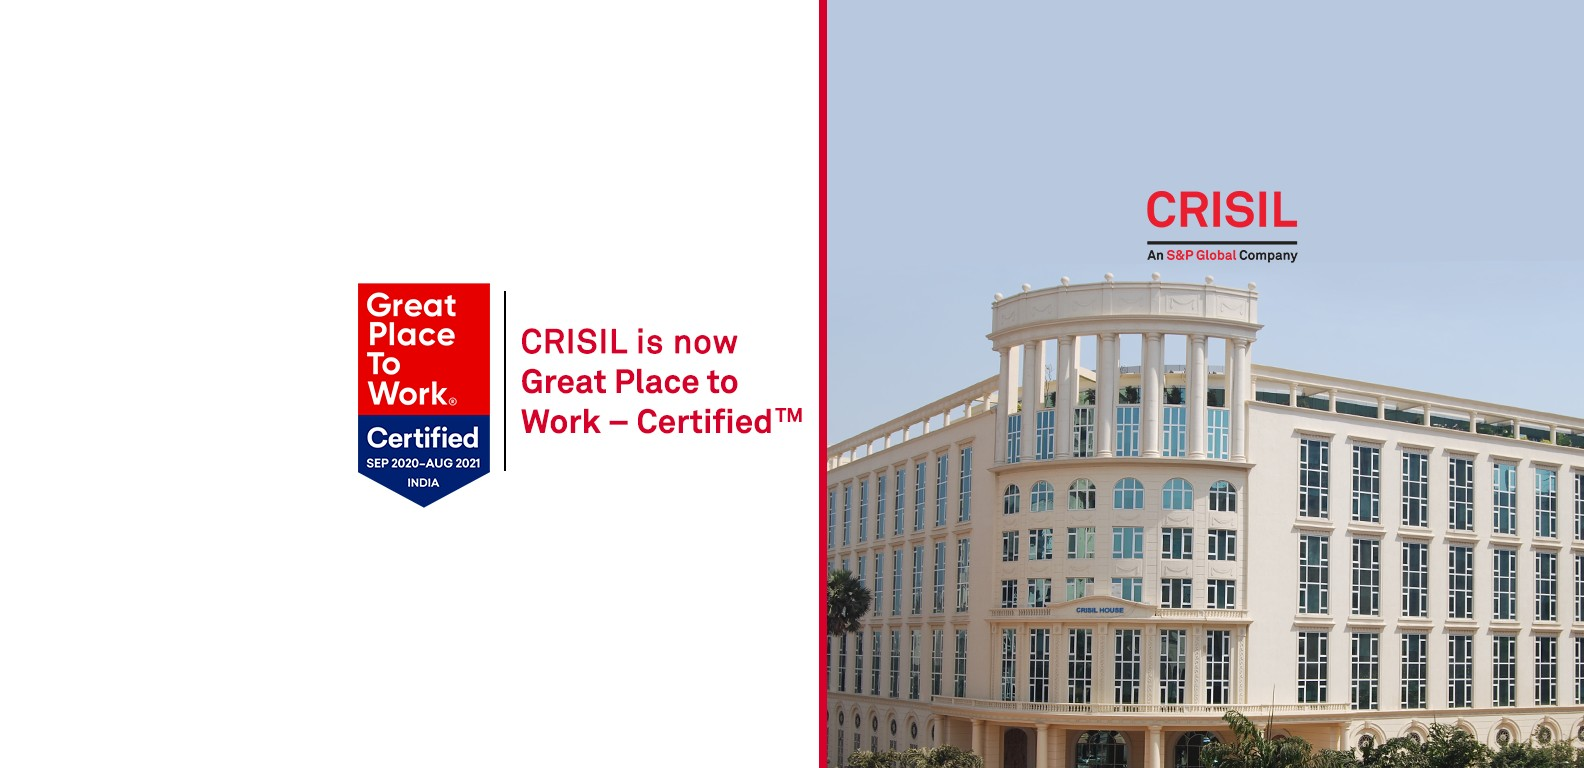 Great
Place
To
Work®
Certified
SEP 2020–AUG 2021
INDIA
CRISIL is now
Great Place to
Work – Certified™
CRISIL
An S&P Global Company
CRISIL HOUSE